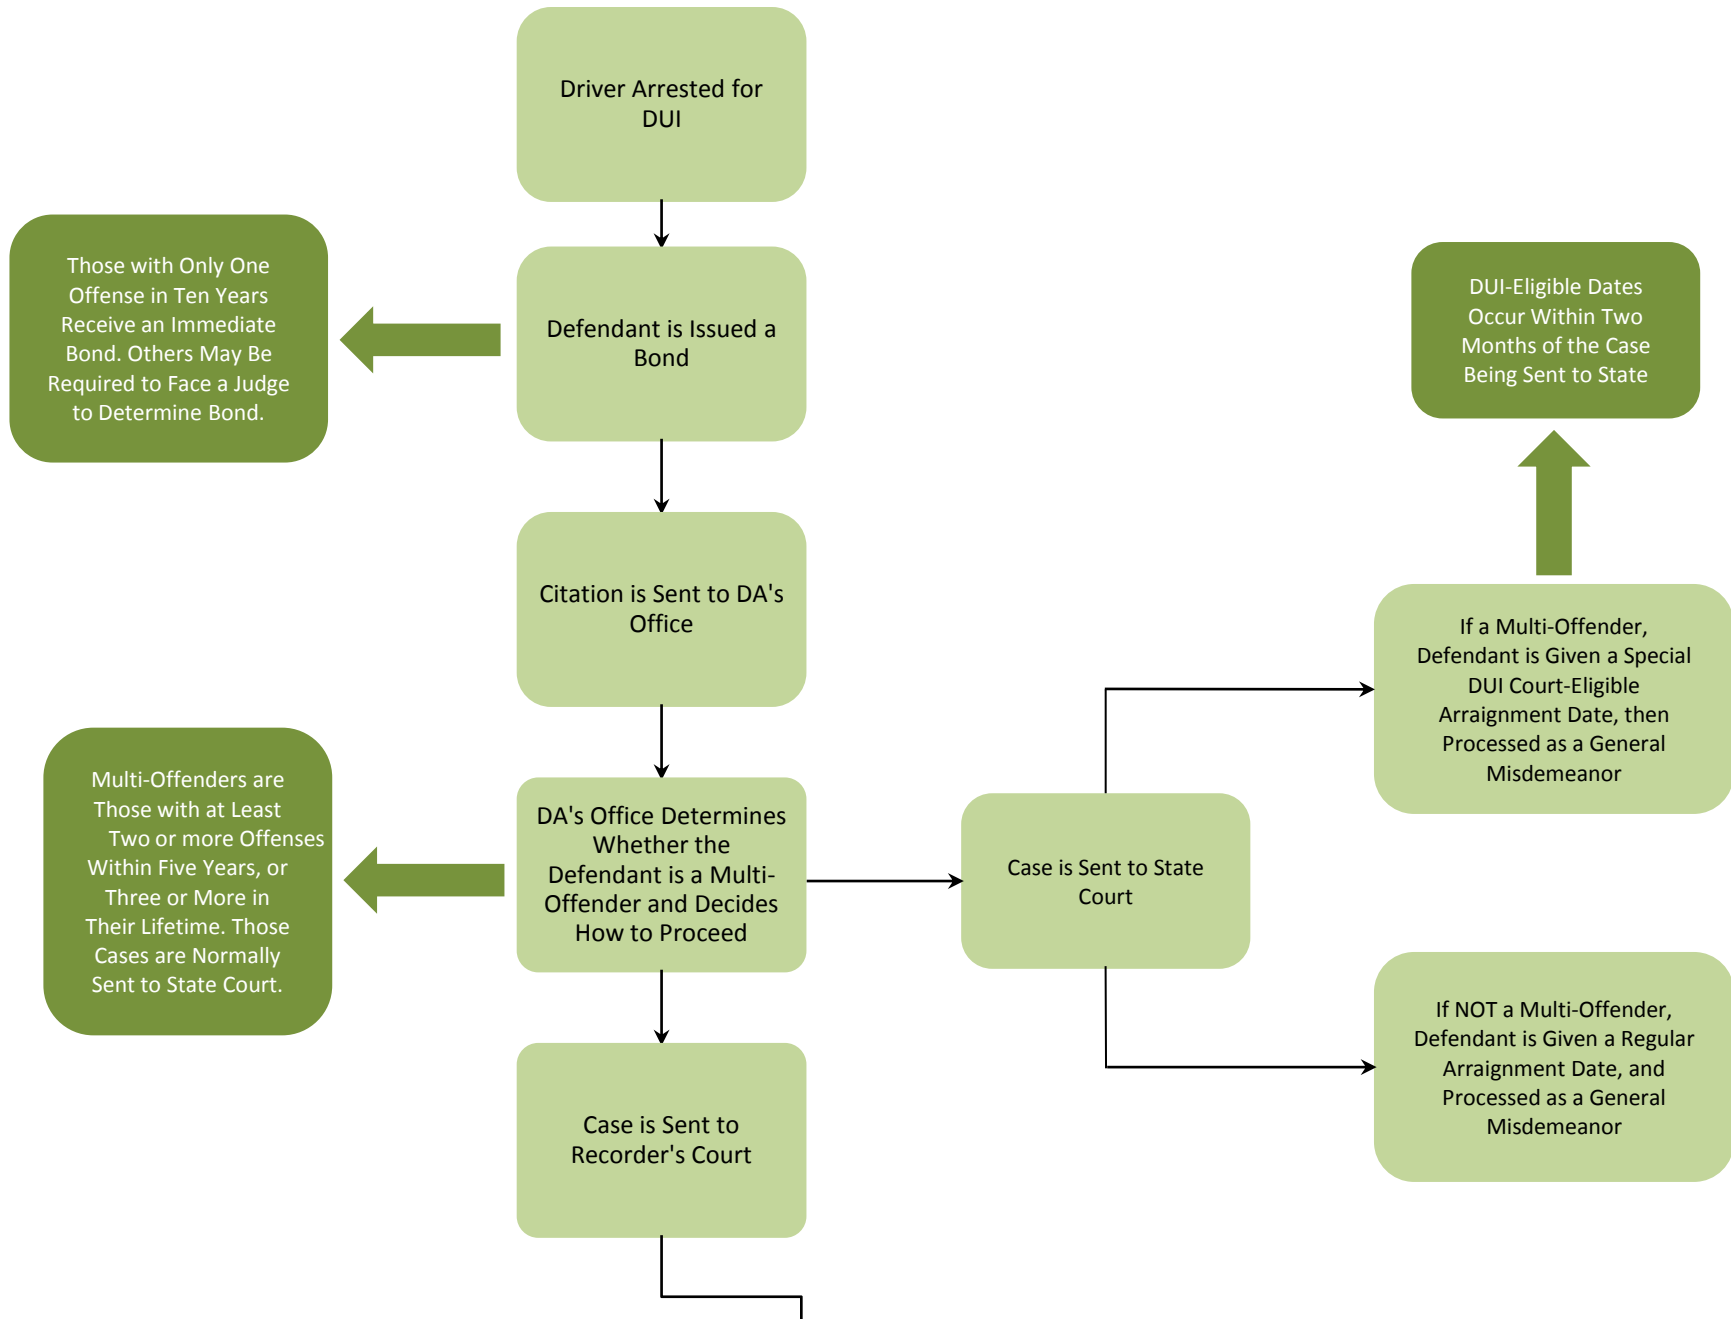 Driver Arrested for
DUI
Those with Only One
Offense in Ten Years
Receive an Immediate
Bond. Others May Be
Required to Face a Judge
to Determine Bond.
Defendant is Issued a
Bond
DUI-Eligible Dates
Occur Within Two
Months of the Case
Being Sent to State
Citation is Sent to DA's
Office
If a Multi-Offender,
Defendant is Given a Special
DUI Court-Eligible
Arraignment Date, then
Processed as a General
Misdemeanor
Multi-Offenders are
Those with at Least
Two or more Offenses
Within Five Years, or
Three or More in
Their Lifetime. Those
Cases are Normally
Sent to State Court.
DA's Office Determines
Whether the
Defendant is a Multi-
Offender and Decides
How to Proceed
Case is Sent to State
Court
If NOT a Multi-Offender,
Defendant is Given a Regular
Arraignment Date, and
Processed as a General
Misdemeanor
Case is Sent to
Recorder's Court